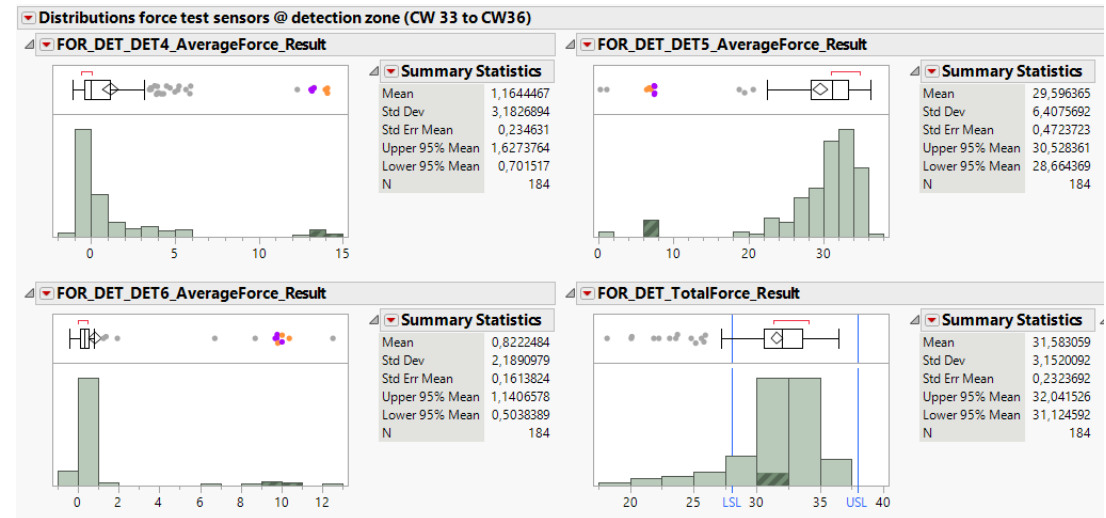 Distributions force test sensors @ detection zone (CW 33 to CW36)
FOR_DET_DET4_AverageForce_Result
Summary Statistics
Mean 1,1644467
Std Dev 3,1826894
Std Err Mean 0,234631
Upper 95% Mean 1,6273764
Lower 95% Mean 0,701517
N 184
0 5 10 15
FOR_DET_DET5_AverageForce_Result
Summary Statistics
Mean 29,596365
Std Dev 6,4075692
Std Err Mean 0,4723723
Upper 95% Mean 30,528361
Lower 95% Mean 28,664369
N 184
0 10 20 30
FOR_DET_DET6_AverageForce_Result
Summary Statistics
Mean 0,8222484
Std Dev 2,1890979
Std Err Mean 0,1613824
Upper 95% Mean 1,1406578
Lower 95% Mean 0,5038389
N 184
0 2 4 6 8 10 12
FOR_DET_TotalForce_Result
Summary Statistics
Mean 31,583059
Std Dev 3,1520092
Std Err Mean 0,2323692
Upper 95% Mean 32,041526
Lower 95% Mean 31,124592
N 184
20 25 LSL 30 35 USL 40